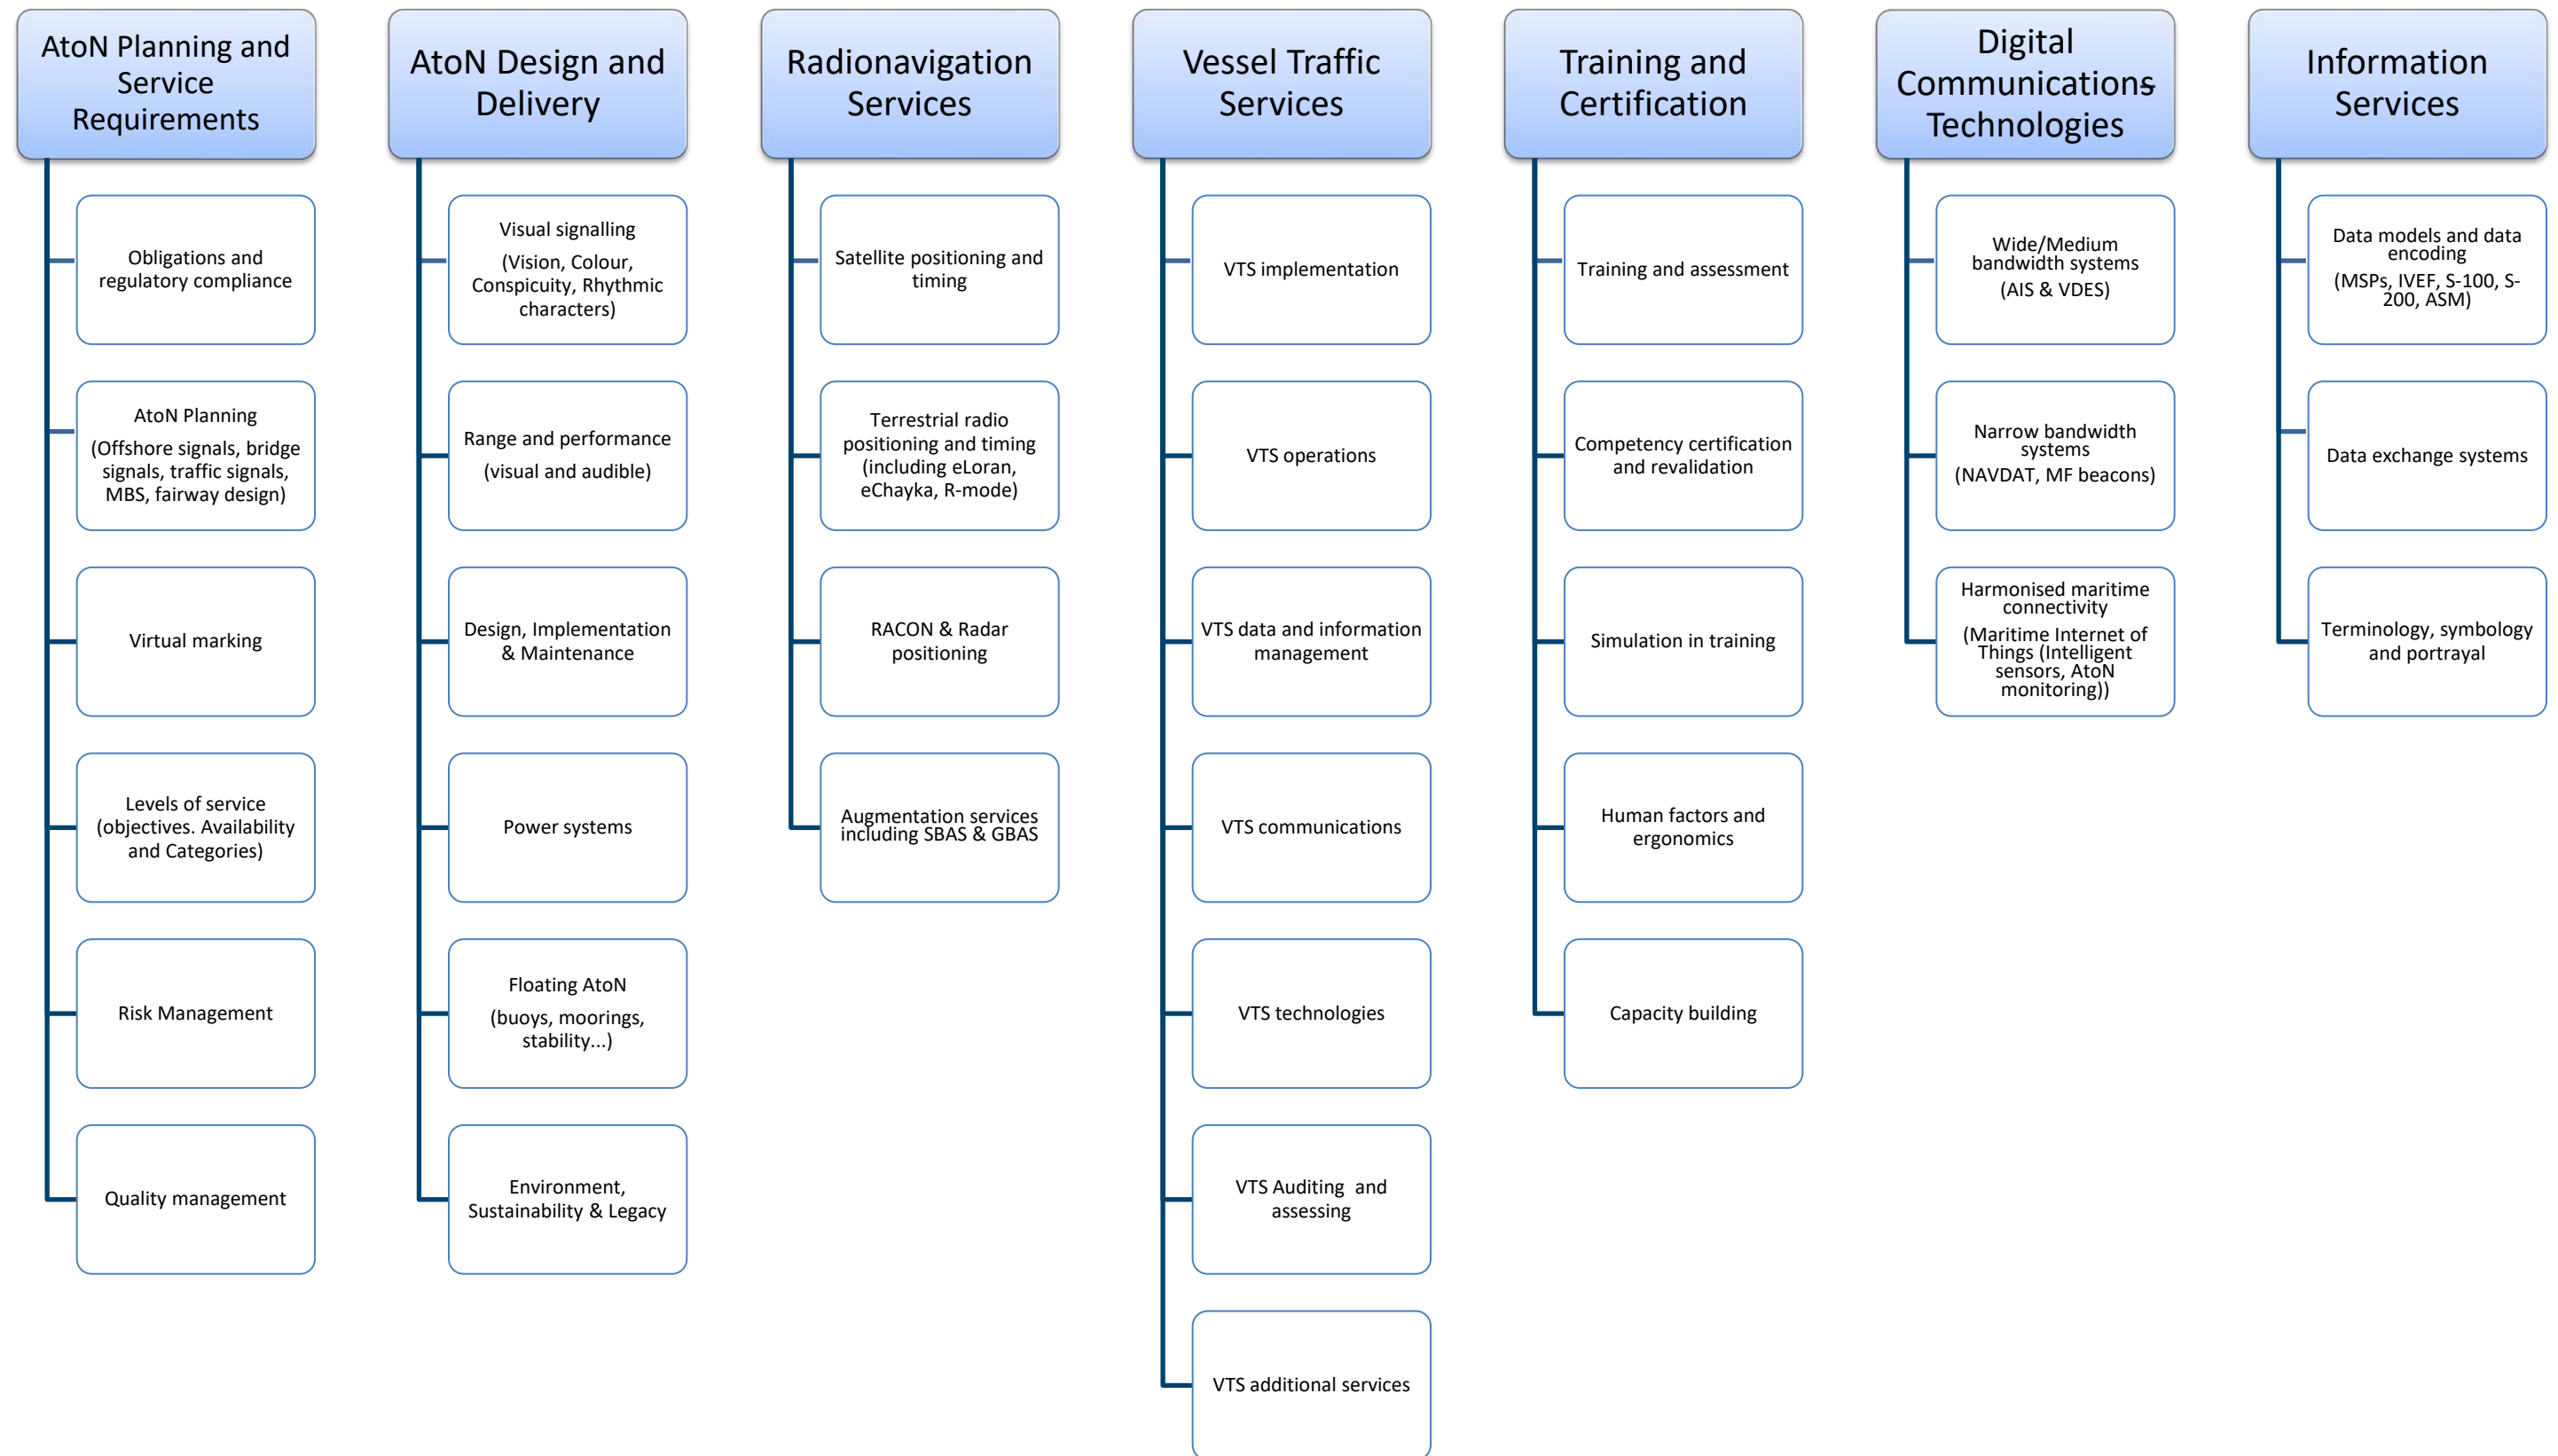 AtoN Planning and
Service
Requirements
Obligations and
regulatory compliance
AtoN Planning
(Offshore signals, bridge
signals, traffic signals,
MBS, fairway design)
Virtual marking
Levels of service
(objectives. Availability
and Categories)
Risk Management
Quality management
AtoN Design and
Delivery
Visual signalling
(Vision, Colour,
Conspicuity, Rhythmic
characters)
Range and performance
(visual and audible)
Design, Implementation
& Maintenance
Power systems
Floating AtoN
(buoys, moorings,
stability...)
Environment,
Sustainability & Legacy
Radionavigation
Services
Satellite positioning and
timing
Terrestrial radio
positioning and timing
(including eLoran,
eChayka, R-mode)
RACON & Radar
positioning
Augmentation services
including SBAS & GBAS
Vessel Traffic
Services
VTS implementation
VTS operations
VTS data and information
management
VTS communications
VTS technologies
VTS Auditing  and
assessing
VTS additional services
Training and
Certification
Training and assessment
Competency certification
and revalidation
Simulation in training
Human factors and
ergonomics
Capacity building
Digital
Communications
Technologies
Wide/Medium
bandwidth systems
(AIS & VDES)
Narrow bandwidth
systems
(NAVDAT, MF beacons)
Harmonised maritime
connectivity
(Maritime Internet of
Things (Intelligent
sensors, AtoN
monitoring))
Information
Services
Data models and data
encoding
(MSPs, IVEF, S-100, S-
200, ASM)
Data exchange systems
Terminology, symbology
and portrayal